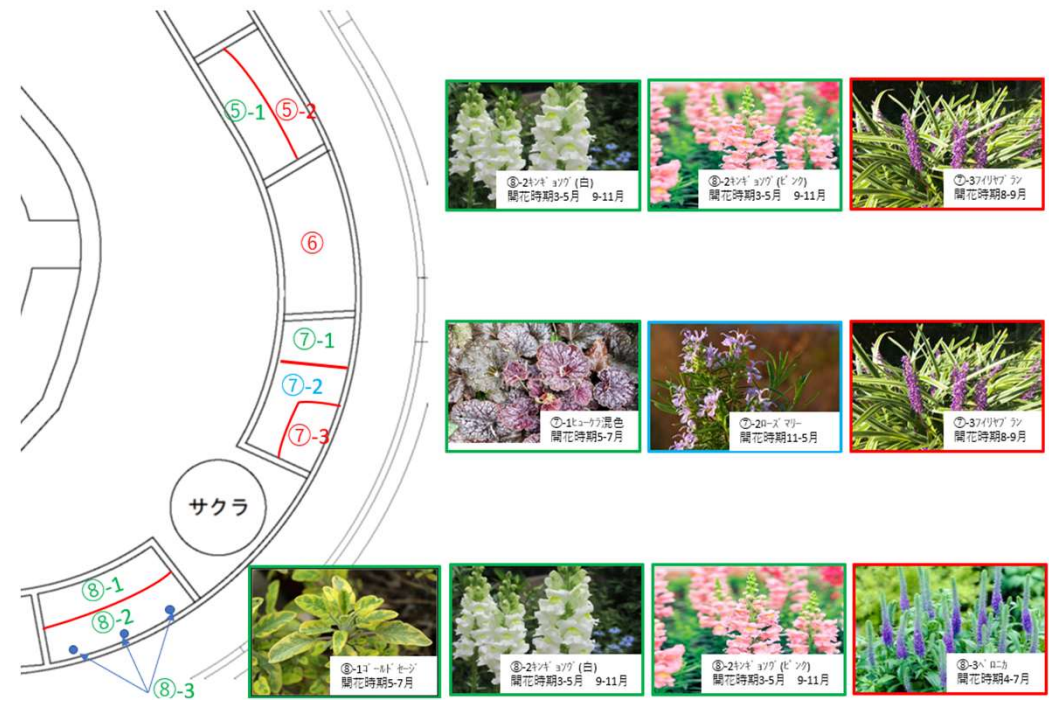 ⑤-1
⑤-2
⑥
⑦-1
⑦-2
⑦-3
サクラ
⑧-1
⑧-2
⑧-3
⑧-2ｷﾝｷﾞｮｿｳ(白)
開花時期3-5月　9-11月
⑧-2ｷﾝｷﾞｮｿｳ(ﾋﾟﾝｸ)
開花時期3-5月　9-11月
⑦-3ﾌｲﾘﾔﾌﾞﾗﾝ
開花時期8-9月
⑦-1ﾋｭｰｹﾗ混色
開花時期5-7月
⑦-2ﾛｰｽﾞﾏﾘｰ
開花時期11-5月
⑦-3ﾌｲﾘﾔﾌﾞﾗﾝ
開花時期8-9月
⑧-1ｺﾞｰﾙﾄﾞｾｰｼﾞ
開花時期5-7月
⑧-2ｷﾝｷﾞｮｿｳ(白)
開花時期3-5月　9-11月
⑧-2ｷﾝｷﾞｮｿｳ(ﾋﾟﾝｸ)
開花時期3-5月　9-11月
⑧-3ﾍﾞﾛﾆｶ
開花時期4-7月